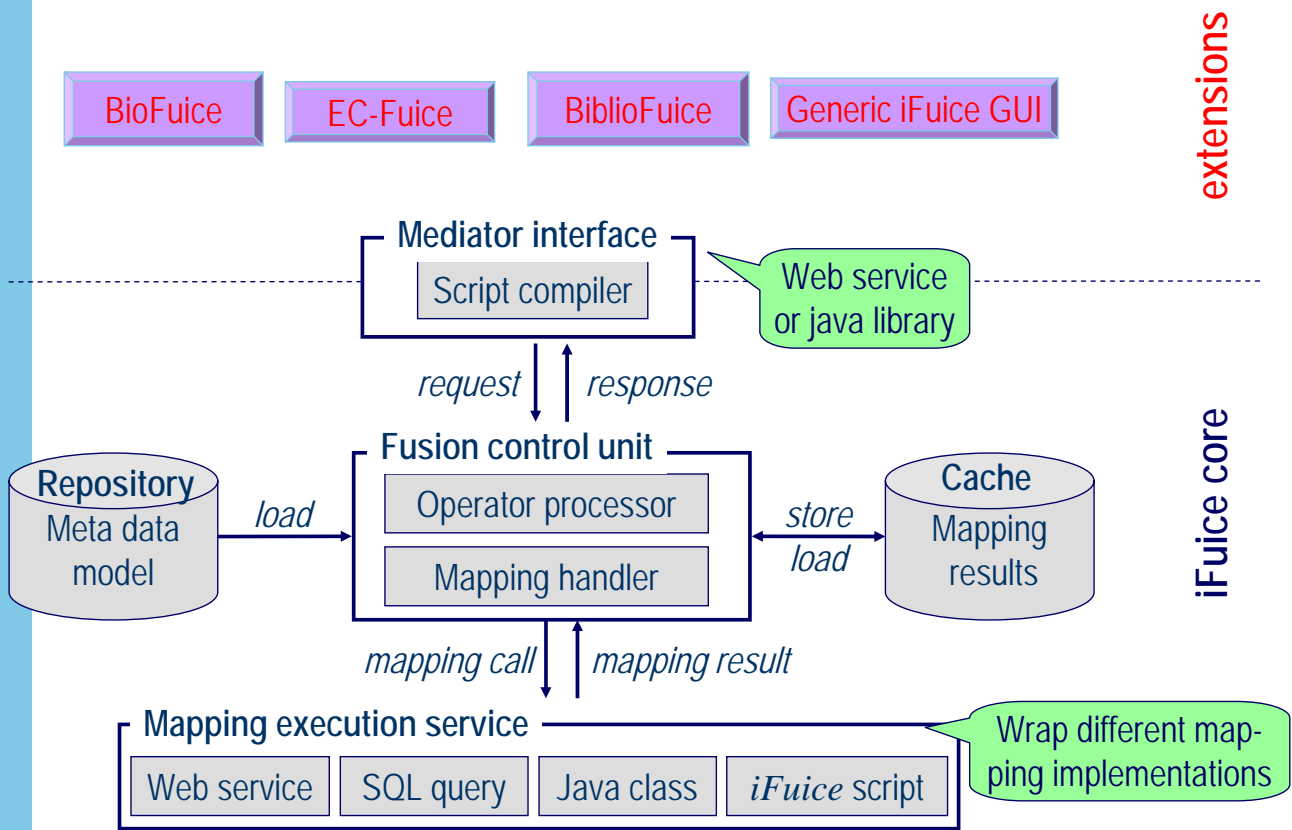 extensions
BioFuice
EC-Fuice
BiblioFuice
Generic iFuice GUI
Mediator interface
Script compiler
Web service
or java library
request
response
Fusion control unit
Operator processor
Mapping handler
Repository
Meta data
model
load
store
load
Cache
Mapping
results
iFuice core
mapping call
mapping result
Mapping execution service
Web service
SQL query
Java class
iFuice script
Wrap different map-
ping implementations